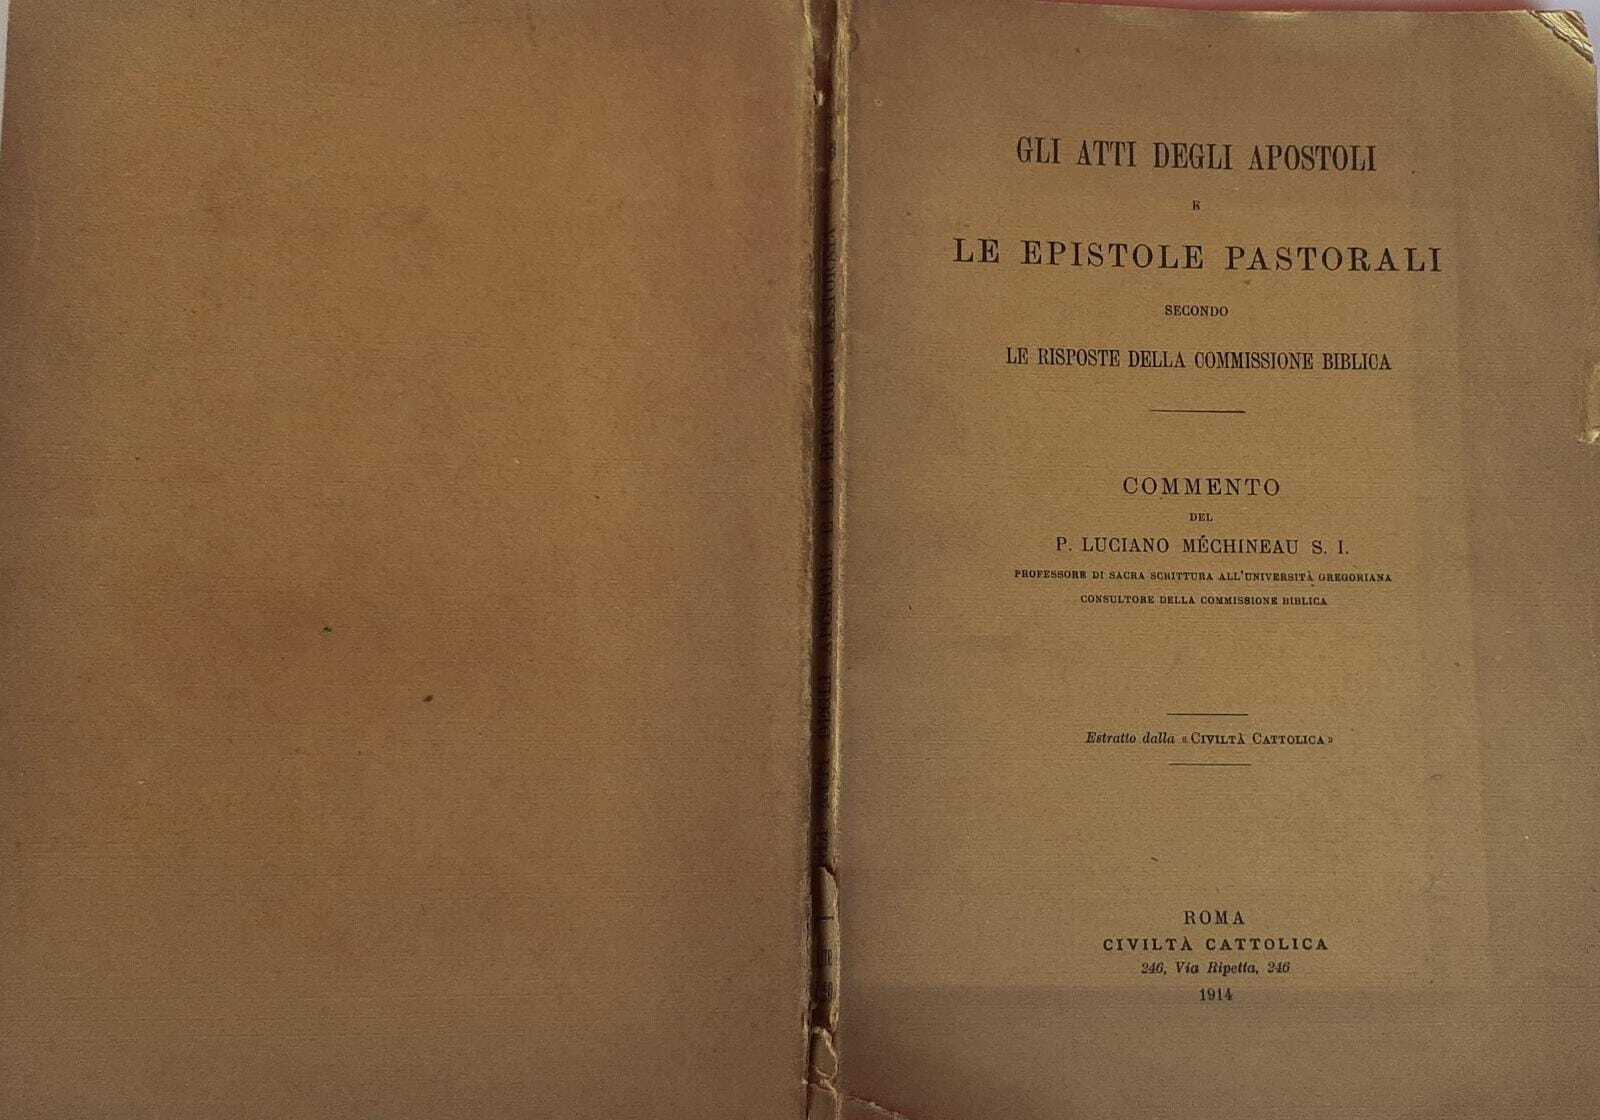 GLI ATTI DEGLI APOSTOLI
E
LE EPISTOLE PASTORALI
SECONDO
LE RISPOSTE DELLA COMMISSIONE BIBLICA
COMMENTO
DEL
P. LUCIANO MÉCHINEAU S. I.
PROFESSORE DI SACRA SCRITTURA ALL'UNIVERSITÀ GREGORIANA
CONSULTORE DELLA COMMISSIONE BIBLICA
Estratto dalla « CIVILTÀ CATTOLICA »
ROMA
CIVILTÀ CATTOLICA
246, Via Ripetta, 246
1914